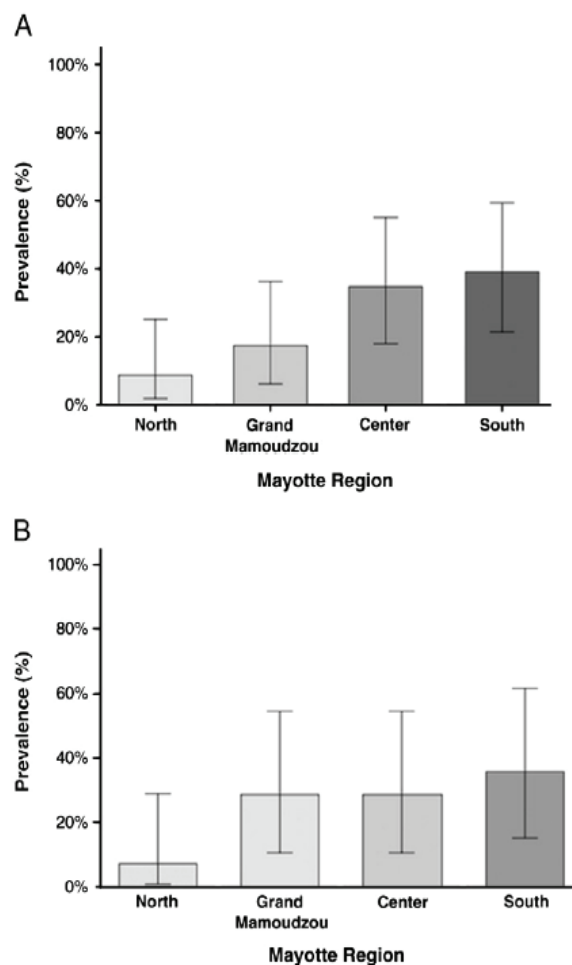 A
100%
80%
60%
40%
20%
0%
Prevalence (%)
North
Grand
Mamoudzou
Center
South
Mayotte Region
B
100%
80%
60%
40%
20%
0%
Prevalence (%)
North
Grand
Mamoudzou
Center
South
Mayotte Region